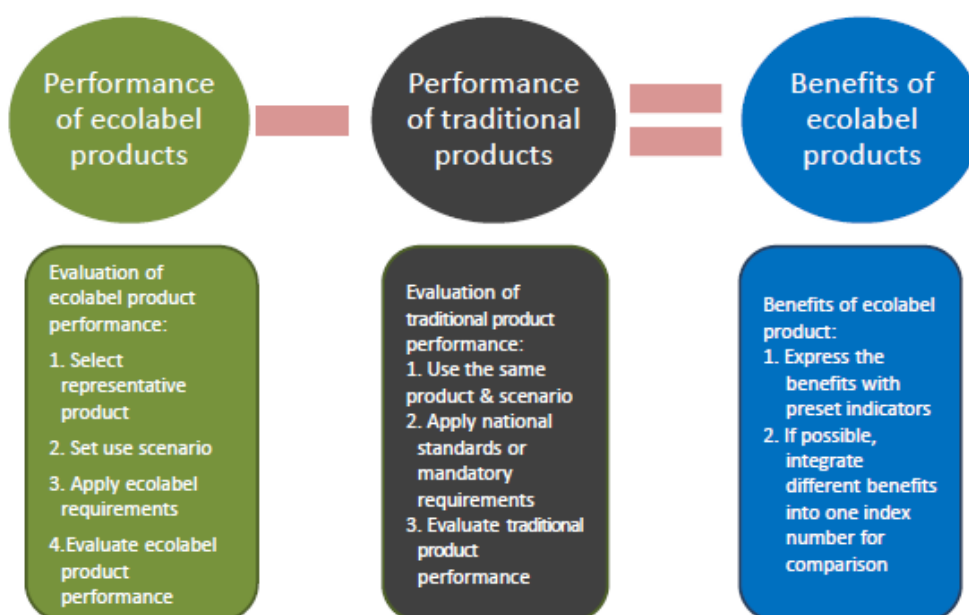 Performance
of ecolabel
products
Performance
of traditional
products
Benefits of
ecolabel
products
Evaluation of
ecolabel product
performance:
1. Select
representative
product
2. Set use scenario
3. Apply ecolabel
requirements
4.Evaluate ecolabel
product
performance
Evaluation of
traditional product
performance:
1. Use the same
product & scenario
2. Apply national
standards or
mandatory
requirements
3. Evaluate traditional
product
performance
Benefits of ecolabel
product:
1. Express the
benefits with
preset indicators
2. If possible,
integrate
different benefits
into one index
number for
comparison